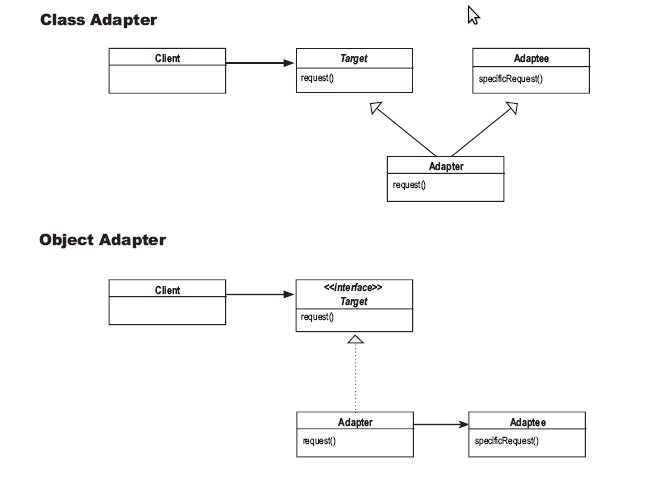 Class Adapter
Client
Target
request()
Adaptee
specificRequest()
Adapter
request()
Object Adapter
Client
<<interface>>
Target
request()
Adapter
request()
Adaptee
specificRequest()